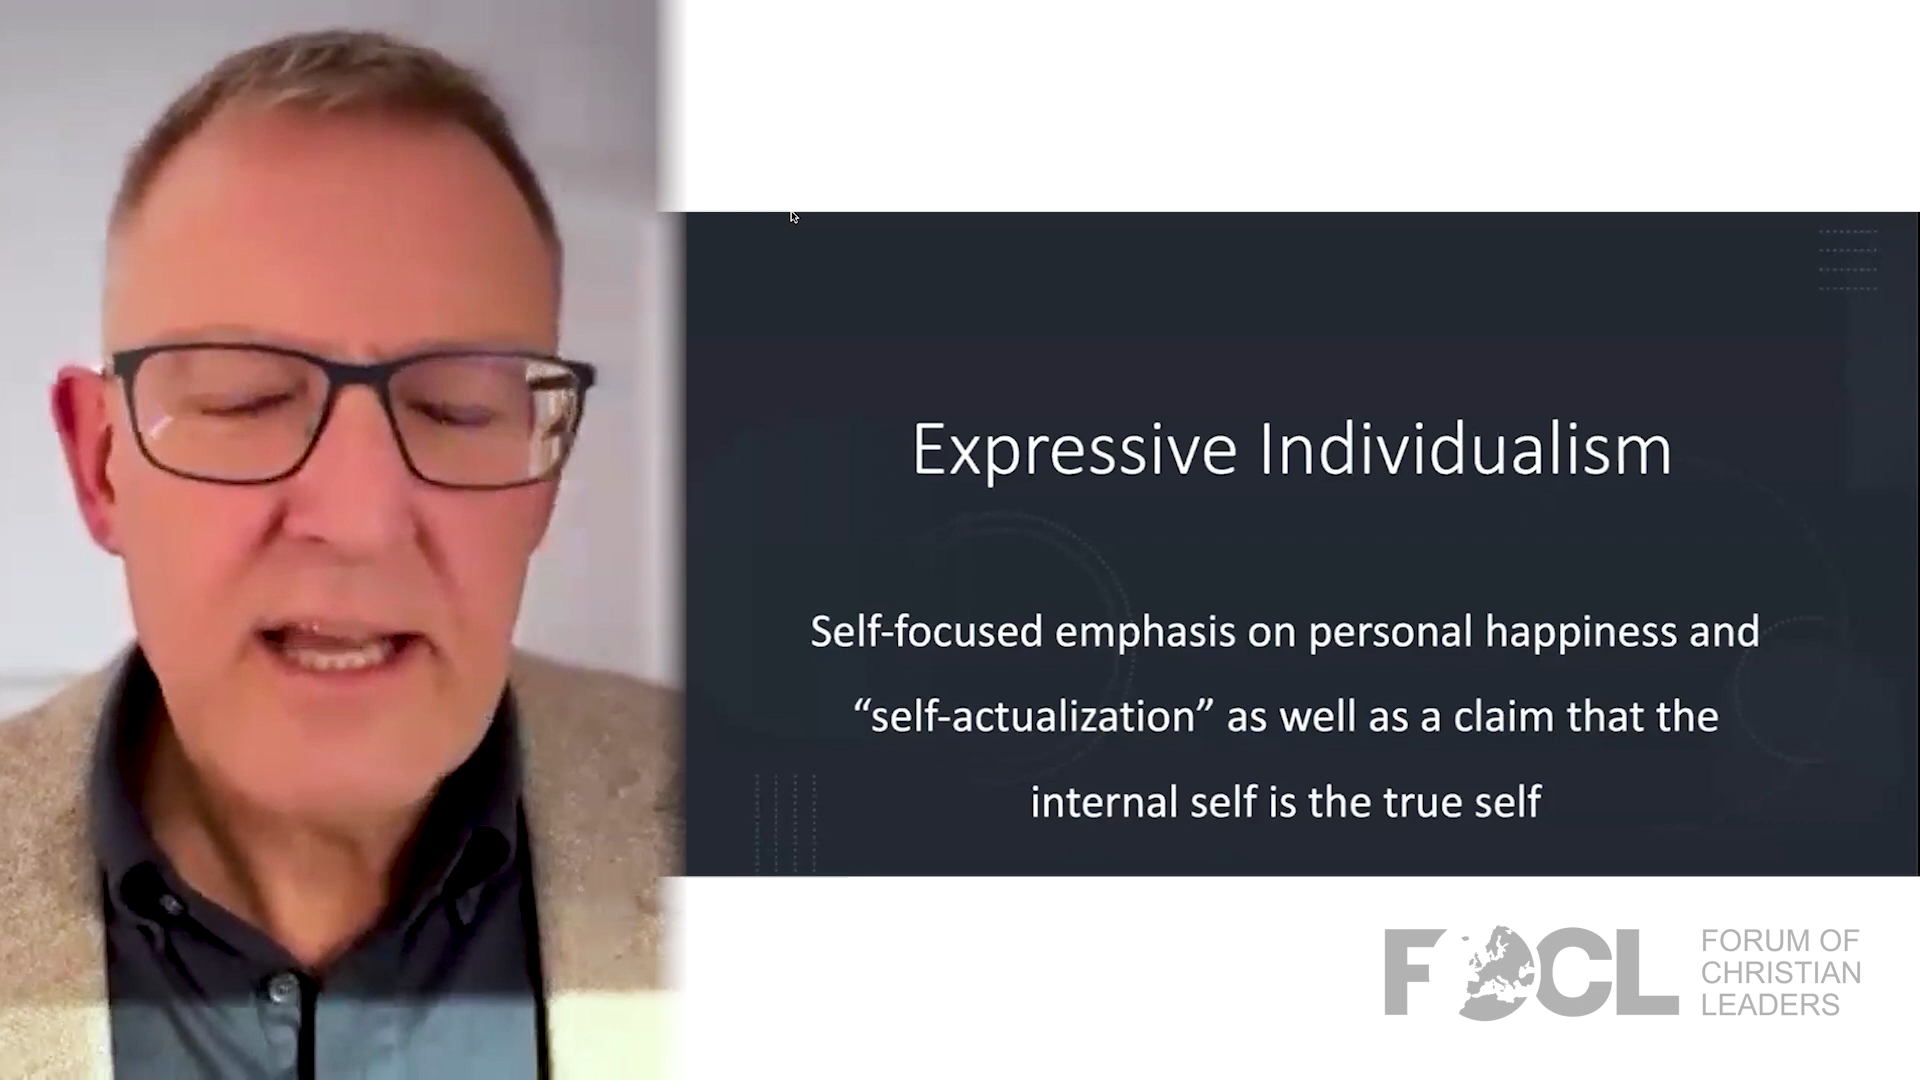 Expressive Individualism
Self-focused emphasis on personal happiness and
“self-actualization” as well as a claim that the
internal self is the true self
FOCL
FORUM OF
CHRISTIAN
LEADERS